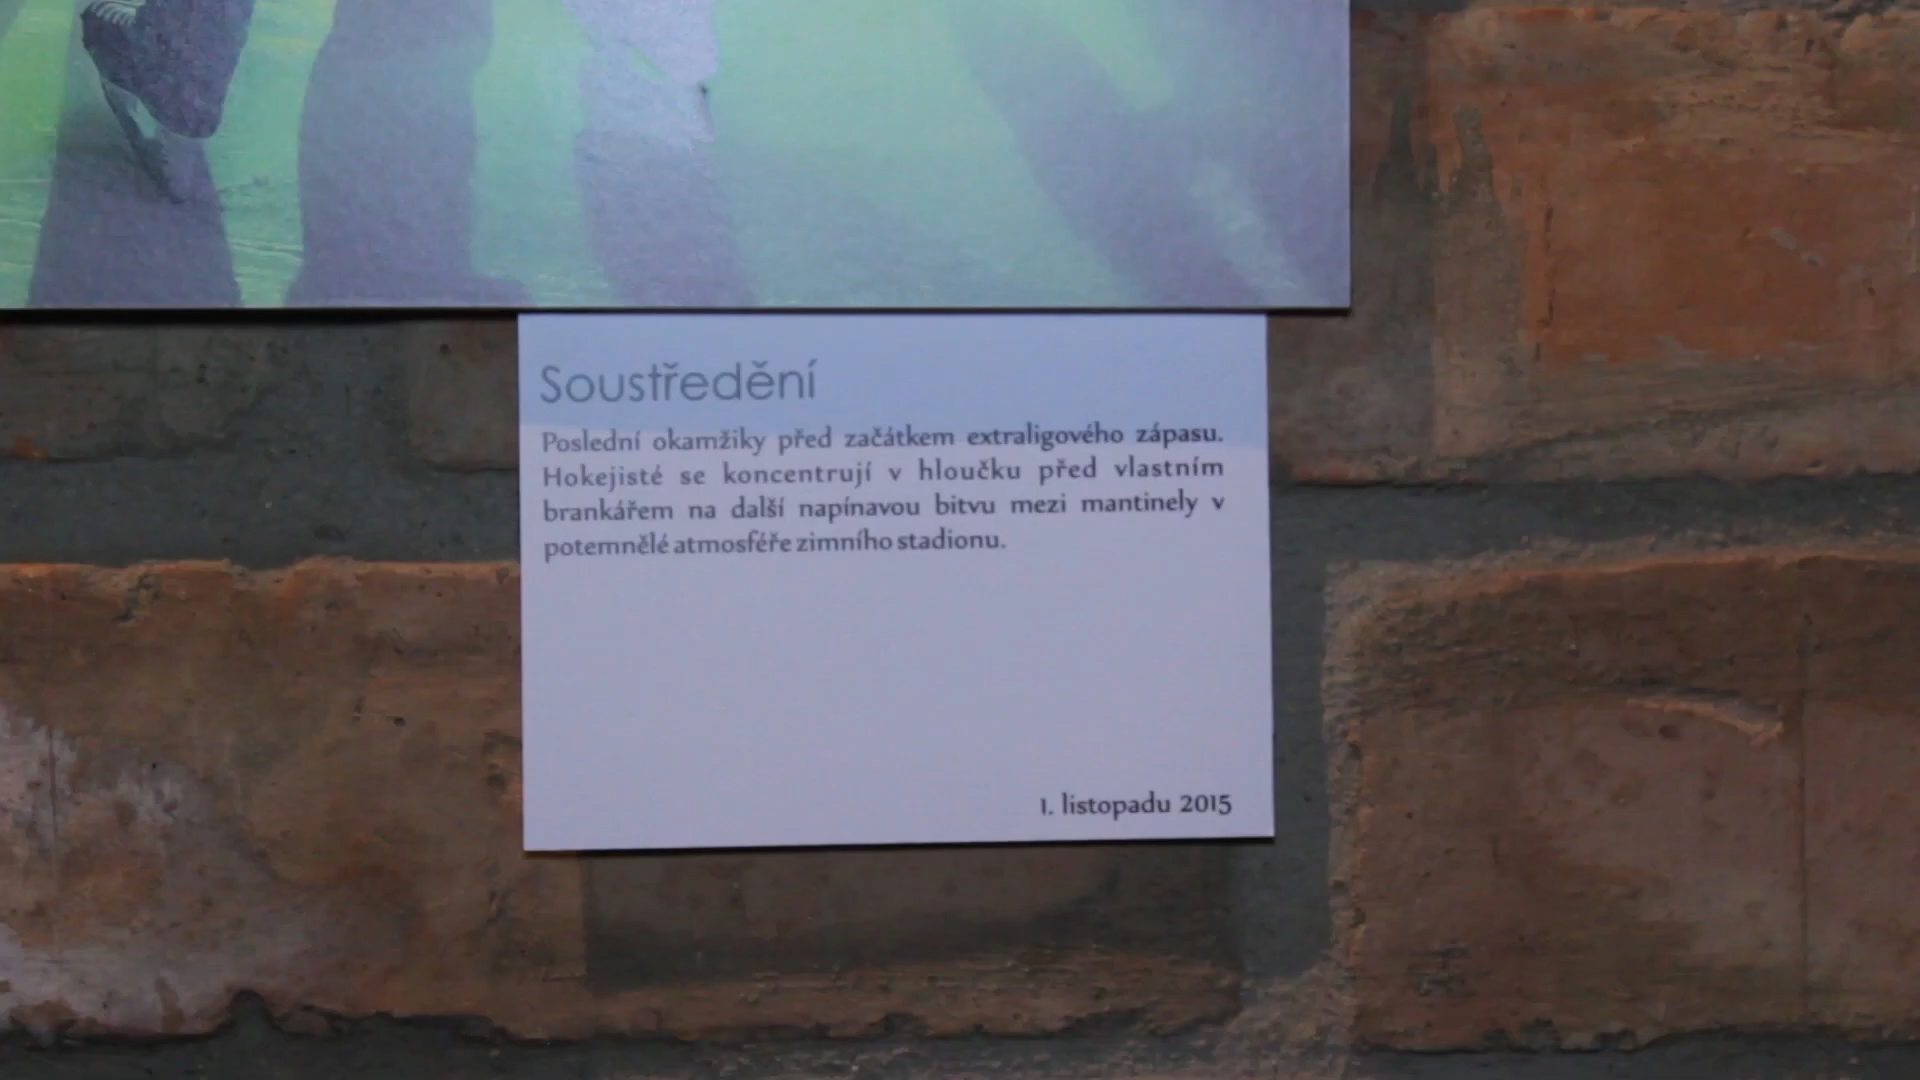 Soustředění
Poslední okamžiky před začátkem extraligového zápasu.
Hokejisté se koncentrují v hloučku před vlastním
brankářem na další napínavou bitvu mezi mantinely v
potemnělé atmosféře zimního stadionu.
1. listopadu 2015